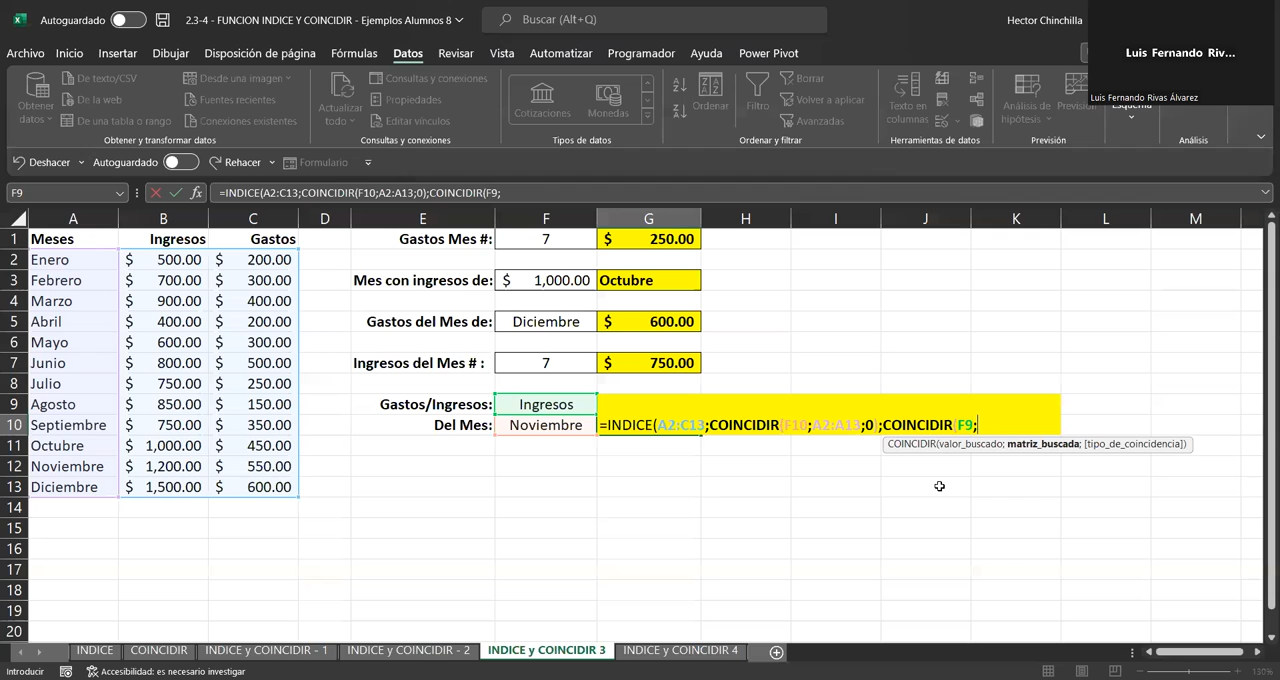 Autoguardado
2.3-4 - FUNCION INDICE Y COINCIDIR - Ejemplos Alumnos 8
Buscar (Alt+Q)
Hector Chinchilla
Luis Fernando Riv...
Luis Fernando Rivas Álvarez
Archivo Inicio Insertar Dibujar Disposición de página Fórmulas Datos Revisar Vista Automatizar Programador Ayuda Power Pivot
Obtener datos
De texto/CSV
De la web
De una tabla o rango
Desde una imagen
Fuentes recientes
Conexiones existentes
Obtener y transformar datos
Actualizar todo
Consultas y conexiones
Propiedades
Editar vínculos
Consultas y conexiones
Cotizaciones
Monedas
Tipos de datos
Ordenar
Filtro
Borrar
Volver a aplicar
Avanzadas
Ordenar y filtrar
Texto en columnas
Herramientas de datos
Análisis de hipótesis
Previsión
Esquema
Análisis
Deshacer Autoguardado Rehacer Formulario
F9
fx
=INDICE(A2:C13;COINCIDIR(F10;A2:A13;0);COINCIDIR(F9;
A B C D E F G H I J K L M
1 Meses Ingresos Gastos Gastos Mes #: 7 $ 250.00
2 Enero $ 500.00 $ 200.00
3 Febrero $ 700.00 $ 300.00 Mes con ingresos de: $ 1,000.00 Octubre
4 Marzo $ 900.00 $ 400.00
5 Abril $ 400.00 $ 200.00 Gastos del Mes de: Diciembre $ 600.00
6 Mayo $ 600.00 $ 300.00
7 Junio $ 800.00 $ 500.00 Ingresos del Mes # : 7 $ 750.00
8 Julio $ 750.00 $ 250.00
9 Agosto $ 850.00 $ 150.00 Gastos/Ingresos: Ingresos
10 Septiembre $ 750.00 $ 350.00 Del Mes: Noviembre =INDICE(A2:C13;COINCIDIR(F10;A2:A13;0);COINCIDIR(F9;
11 Octubre $ 1,000.00 $ 450.00 COINCIDIR(valor_buscado; matriz_buscada; [tipo_de_coincidencia])
12 Noviembre $ 1,200.00 $ 550.00
13 Diciembre $ 1,500.00 $ 600.00
14
15
16
17
18
19
20
INDICE COINCIDIR INDICE y COINCIDIR - 1 INDICE y COINCIDIR - 2 INDICE y COINCIDIR 3 INDICE y COINCIDIR 4
Introducir Accesibilidad: es necesario investigar 130%